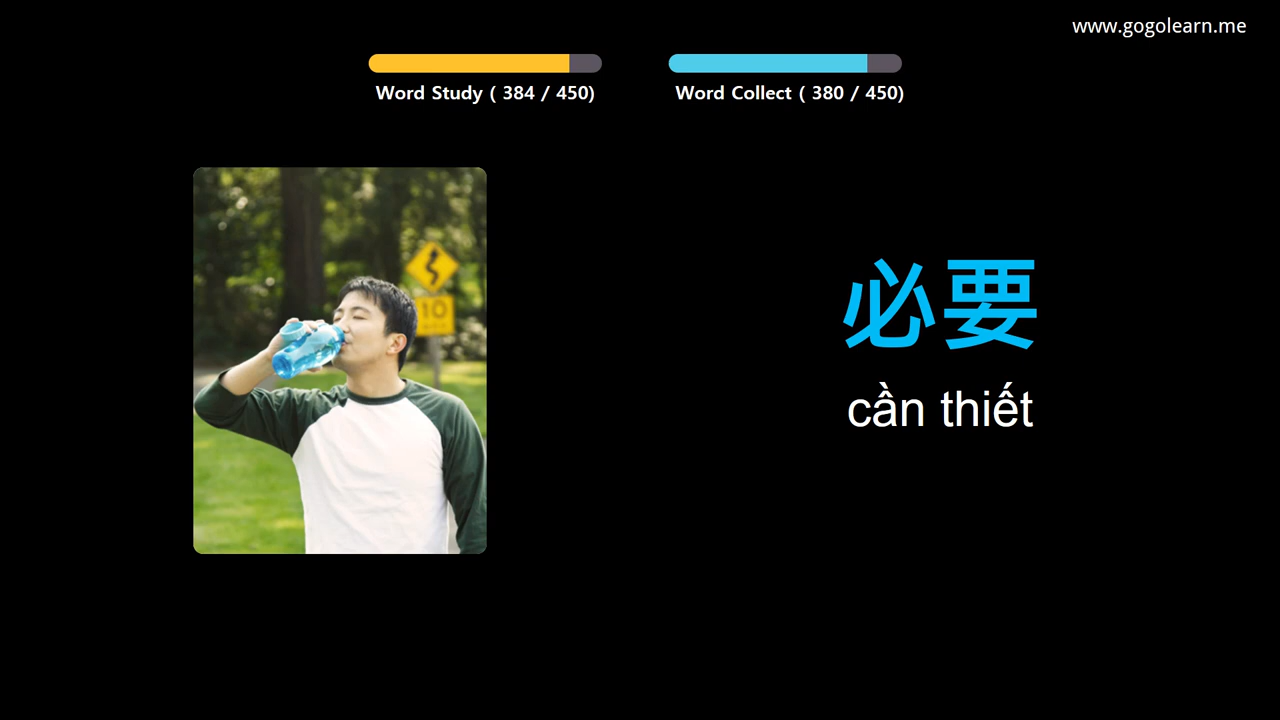 www.gogolearn.me
Word Study ( 384 / 450)
Word Collect ( 380 / 450)
10
必要
cần thiết